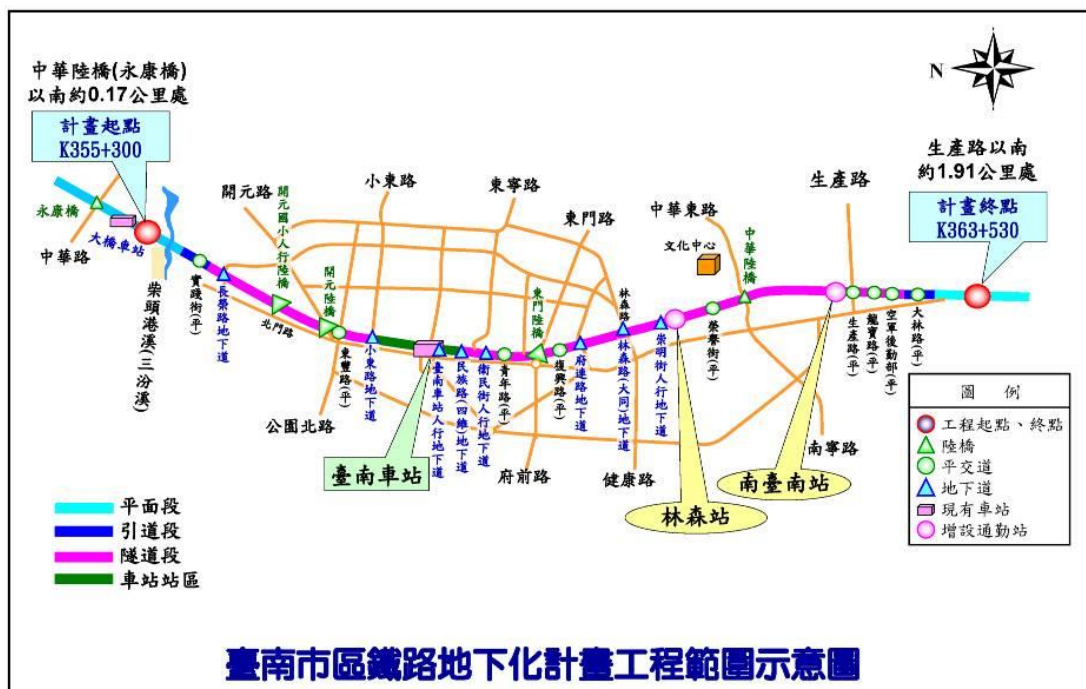 中華陸橋(永康橋)
以南約0.17公里處
計畫起點
K355+300
N
生產路以南
約1.91公里處
計畫終點
K363+530
永康橋
大橋車站
中華路
柴頭港溪(三份溪)
實踐街(平)
長榮路地下道
開元路
開元國小人行陸橋
北門路
開元陸橋
東豐路(平)
公園北路
小東路
小東路地下道
臺南車站
臺南車站人行地下道
民族路(四維)地下道
衛民街人行地下道
青年路(平)
東寧路
東門路
東門陸橋
府前路
復興路(平)
府連路地下道
林森路
林森路(大同)地下道
健康路
崇明街人行地下道
林森站
文化中心
中華東路
榮譽街(平)
中華陸橋
南臺南站
生產路
生產路(平)
龍寶路(平)
空軍後勤部(平)
大林路(平)
南寧路
圖 例
工程起點、終點
陸橋
平交道
地下道
現有車站
增設通勤站
平面段
引道段
隧道段
車站站區
臺南市區鐵路地下化計畫工程範圍示意圖